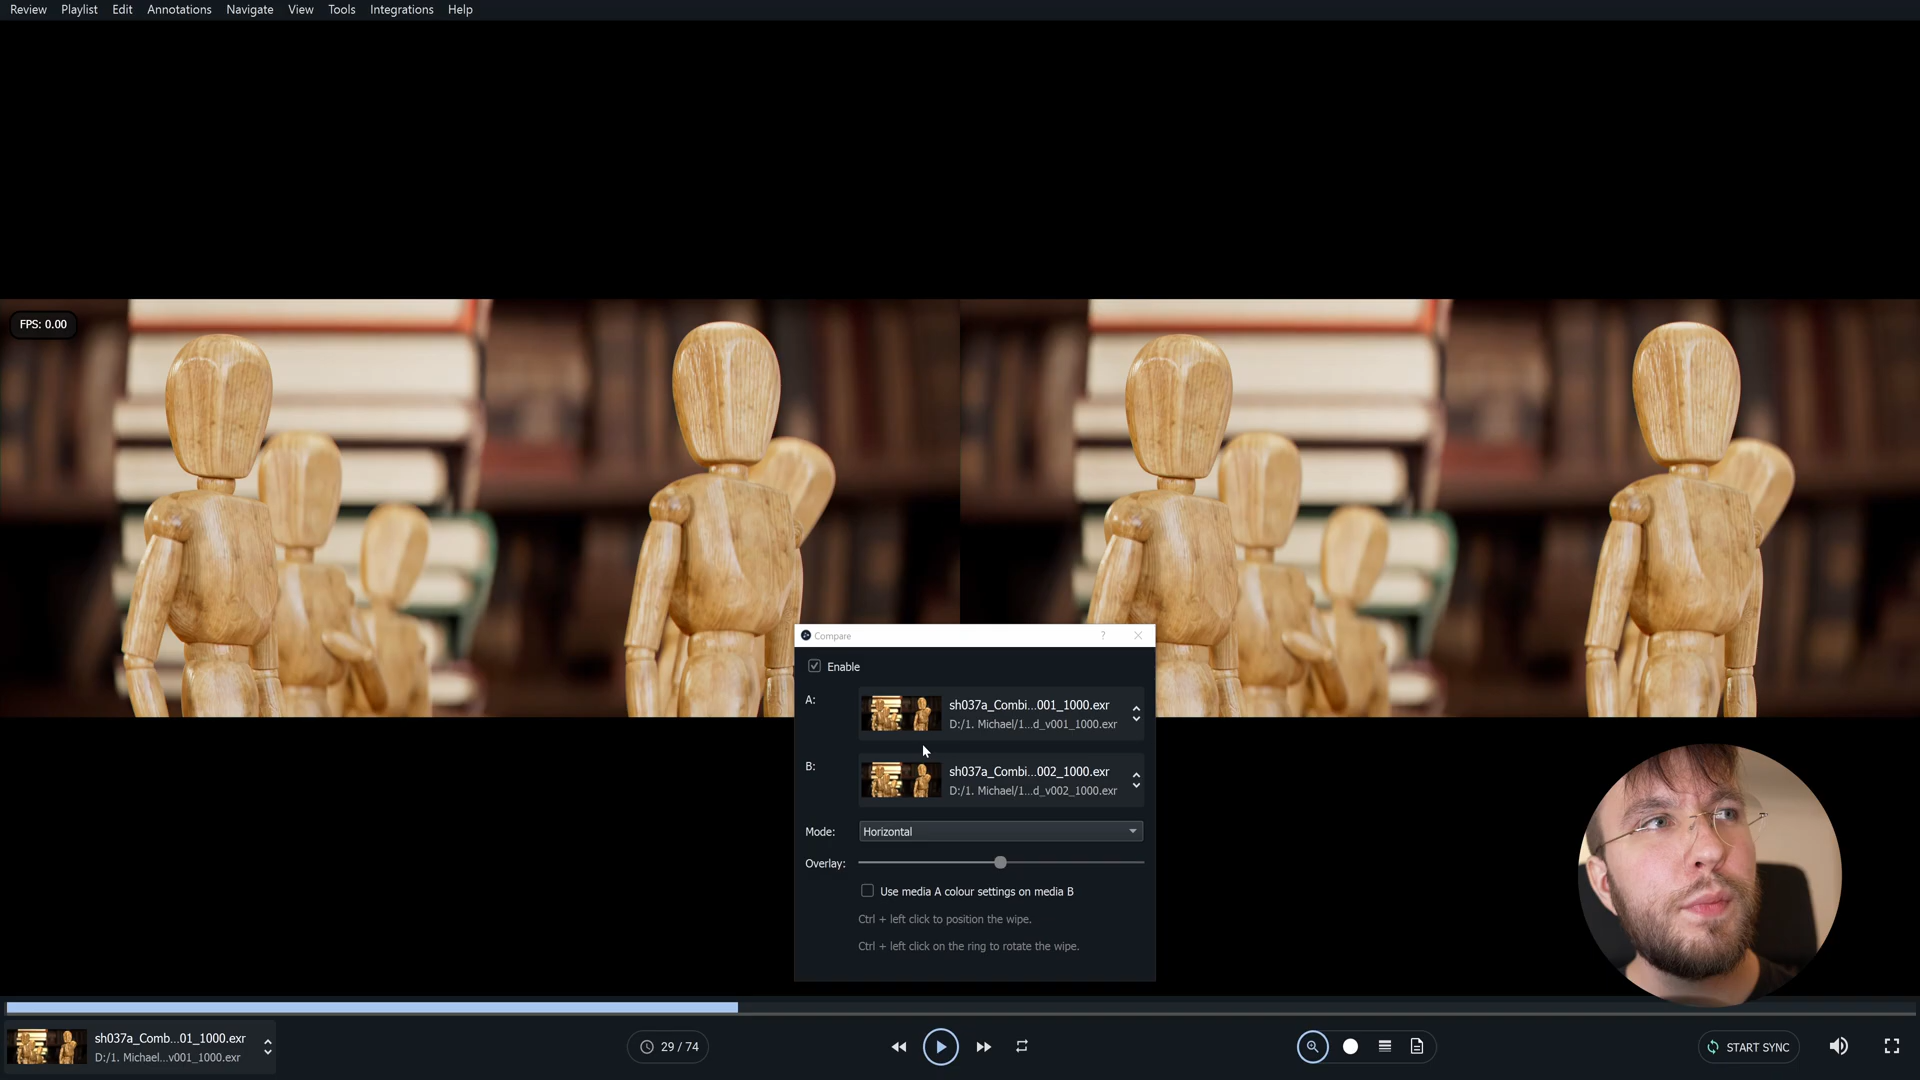 Review Playlist Edit Annotations Navigate View Tools Integrations Help
FPS: 0.00
Compare ?
Enable
A:
sh037a_Combi...001_1000.exr
D:/1. Michael/1...d_v001_1000.exr
B:
sh037a_Combi...002_1000.exr
D:/1. Michael/1...d_v002_1000.exr
Mode: Horizontal
Overlay:
Use media A colour settings on media B
Ctrl + left click to position the wipe.
Ctrl + left click on the ring to rotate the wipe.
sh037a_Comb...01_1000.exr
D:/1. Michael...v001_1000.exr
29 / 74
START SYNC